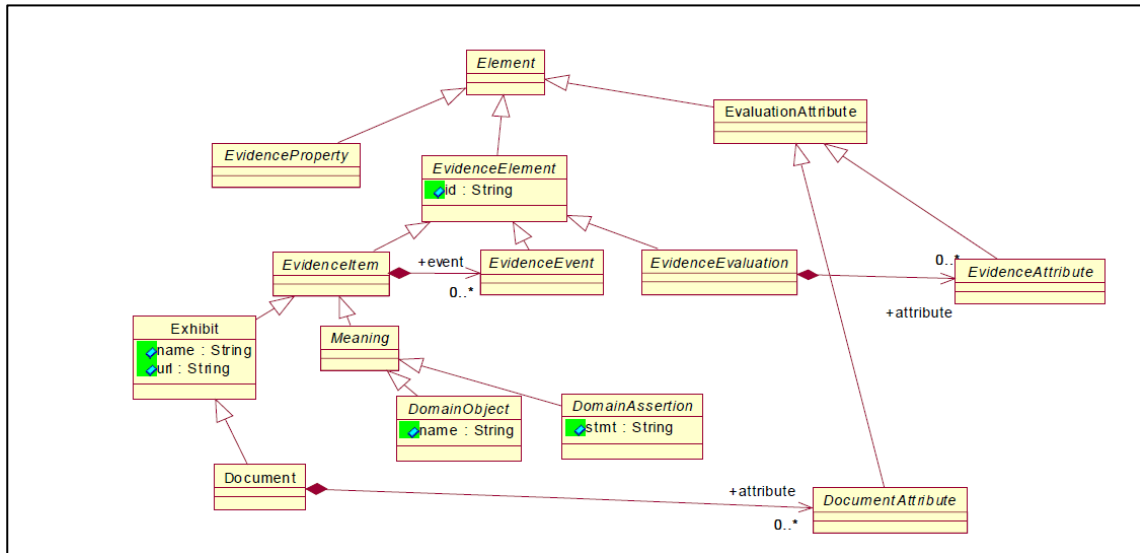 Element
EvaluationAttribute
EvidenceProperty
EvidenceElement
id : String
EvidenceItem
+event
0..*
EvidenceEvent
EvidenceEvaluation
0..*
EvidenceAttribute
+attribute
Exhibit
name : String
url : String
Meaning
DomainObject
name : String
DomainAssertion
stmt : String
Document
+attribute
0..*
DocumentAttribute